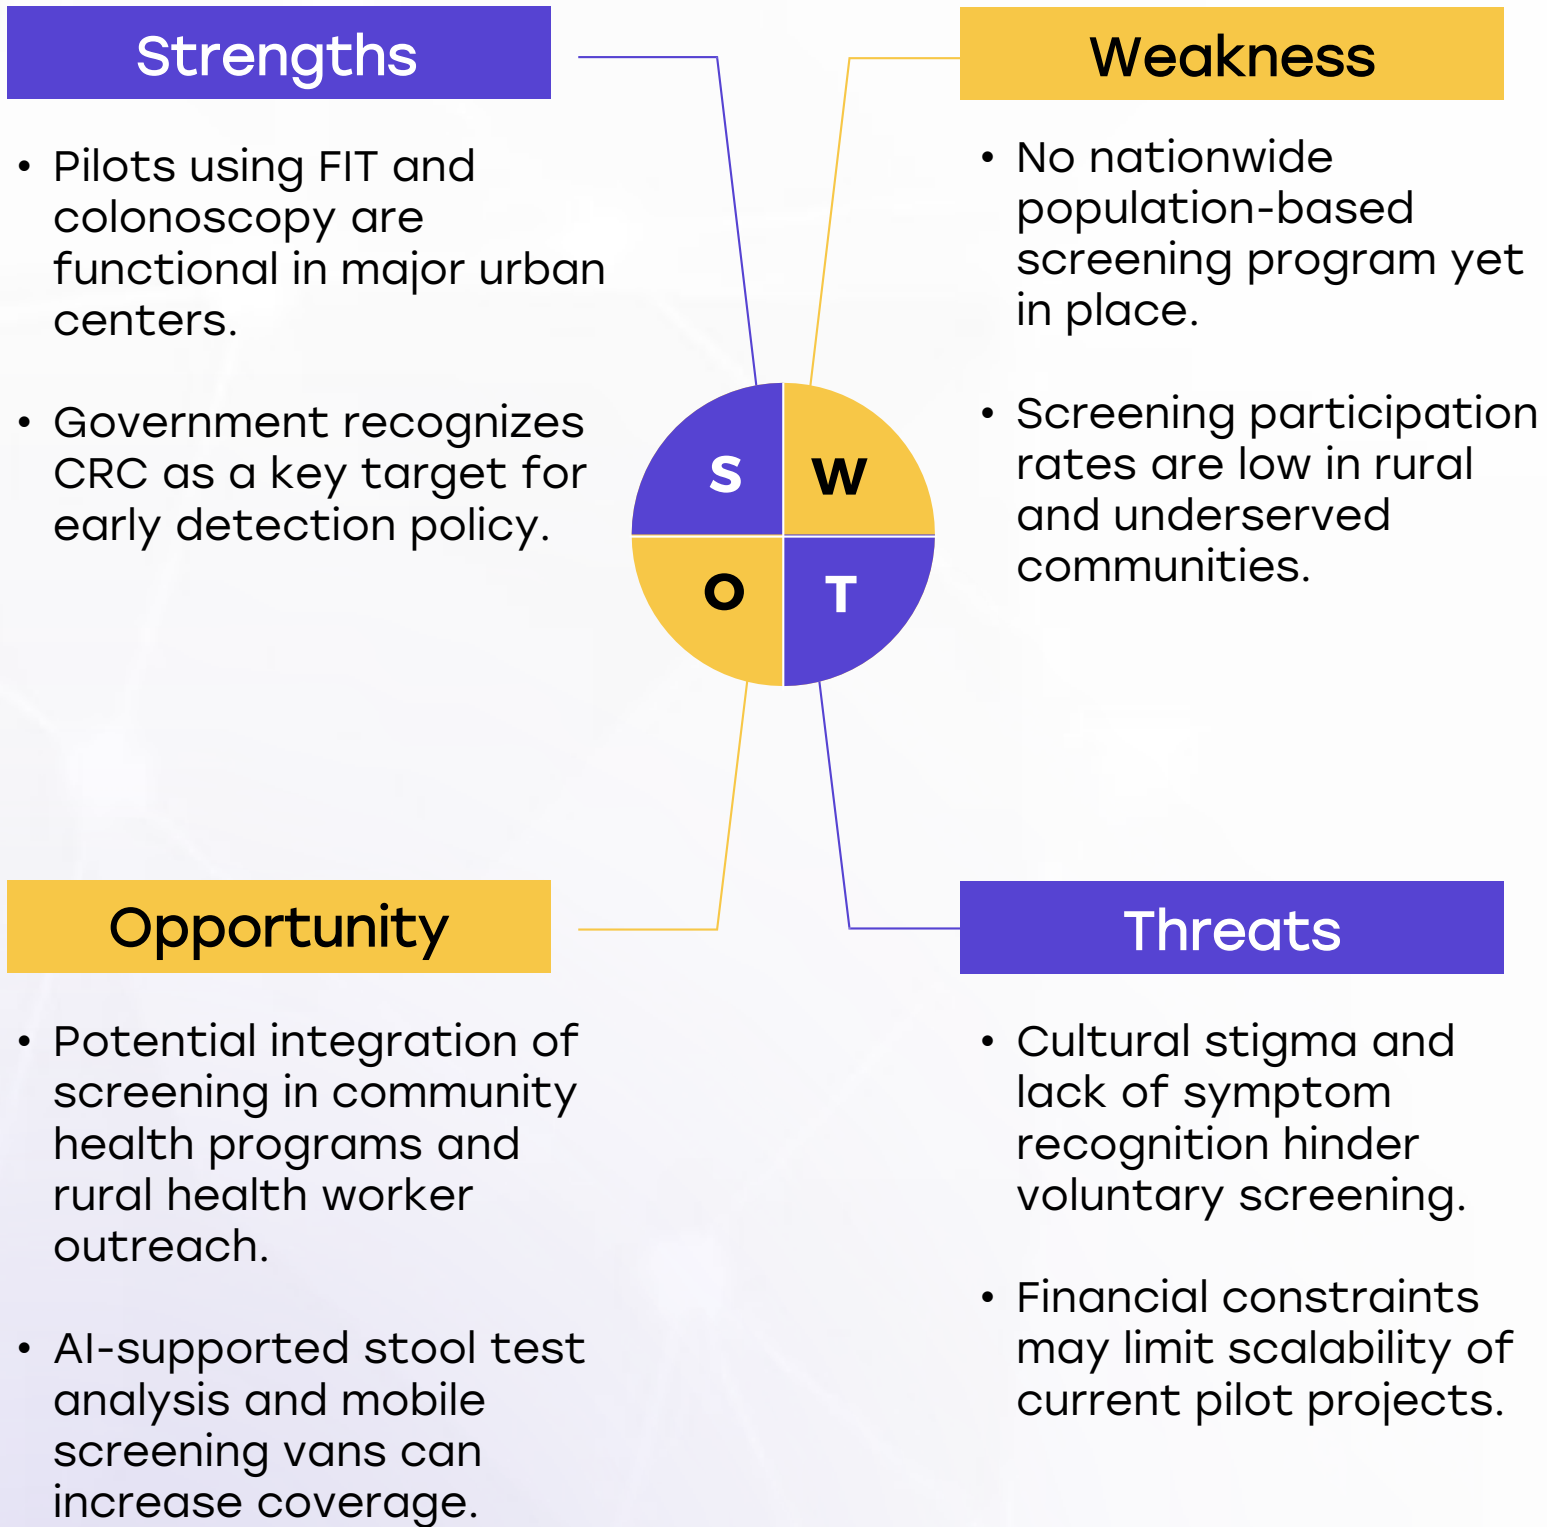 Strengths
• Pilots using FIT and
colonoscopy are
functional in major urban
centers.
• Government recognizes
CRC as a key target for
early detection policy.
Weakness
• No nationwide
population-based
screening program yet
in place.
• Screening participation
rates are low in rural
and underserved
communities.
S W
O T
Opportunity
• Potential integration of
screening in community
health programs and
rural health worker
outreach.
• AI-supported stool test
analysis and mobile
screening vans can
increase coverage.
Threats
• Cultural stigma and
lack of symptom
recognition hinder
voluntary screening.
• Financial constraints
may limit scalability of
current pilot projects.